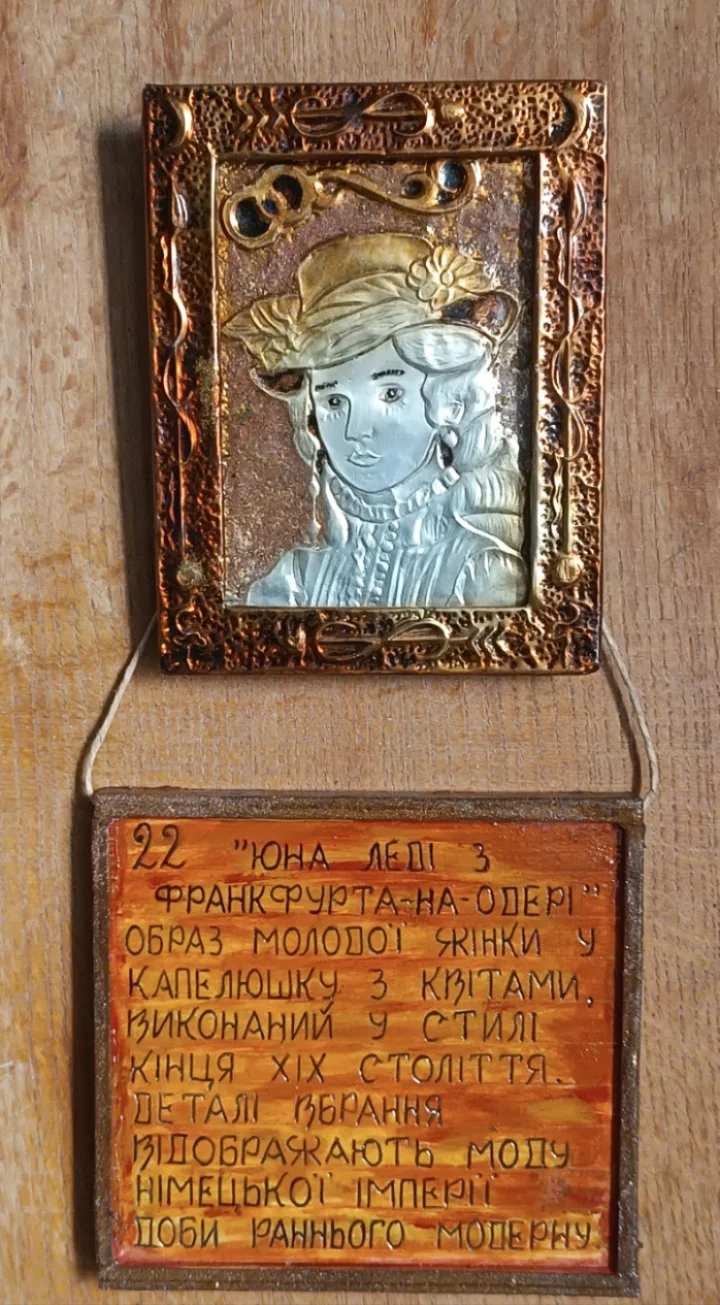 22 "ЮНА ЛЕДІ З
ФРАНКФУРТА-НА-ОДЕРІ"
ОБРАЗ МОЛОДОЇ ЖІНКИ У
КАПЕЛЮШКУ З КВІТАМИ,
ВИКОНАНИЙ У СТИЛІ
КІНЦЯ XIX СТОЛІТТЯ.
ДЕТАЛІ ВБРАННЯ
ВІДОБРАЖАЮТЬ МОДУ
НІМЕЦЬКОЇ ІМПЕРІЇ
ДОБИ РАННЬОГО МОДЕРНУ.